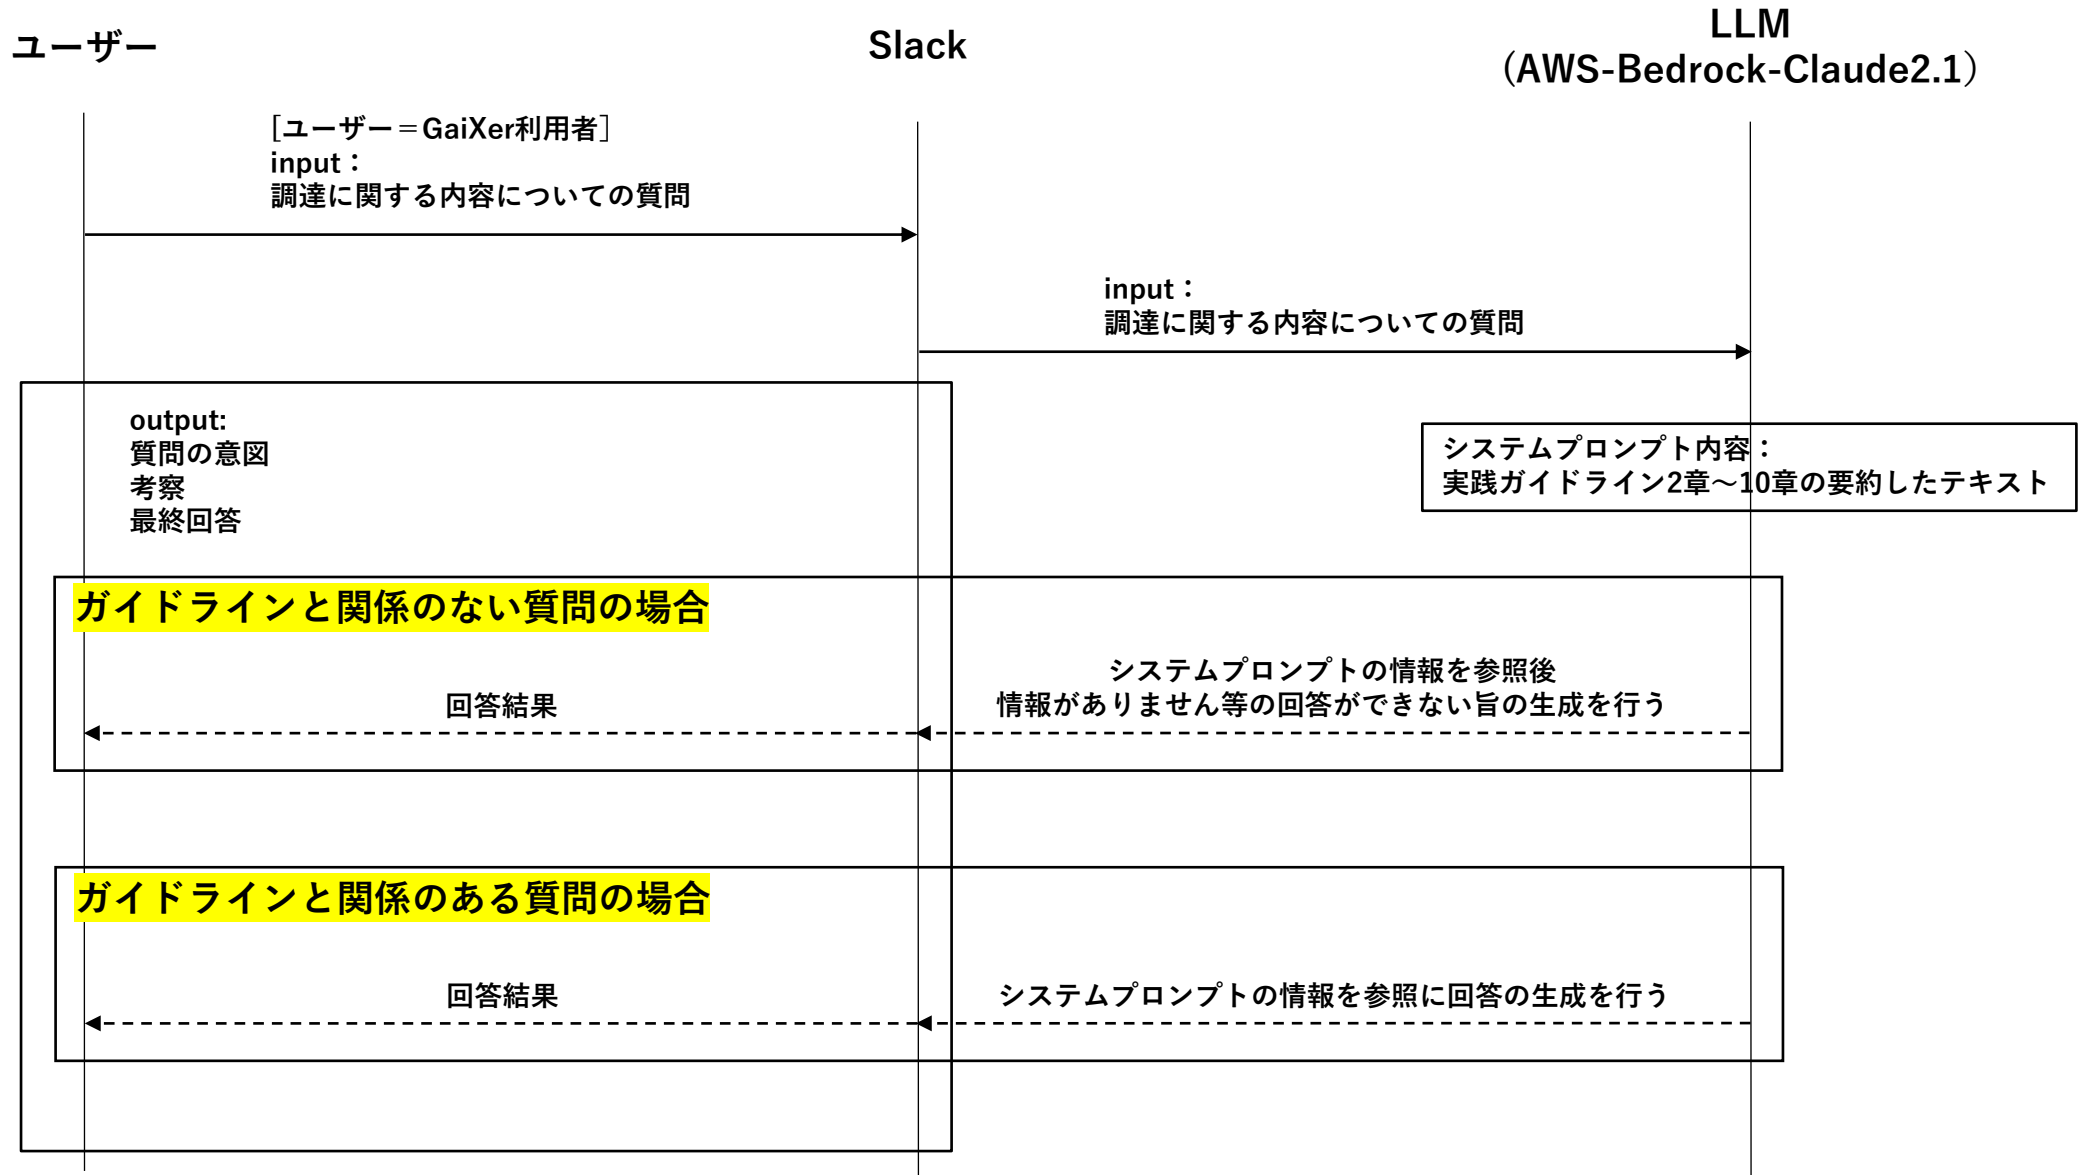 ユーザー
Slack
LLM
（AWS-Bedrock-Claude2.1）
［ユーザー＝GaiXer利用者］
input：
調達に関する内容についての質問
input：
調達に関する内容についての質問
output:
質問の意図
考察
最終回答
システムプロンプト内容：
実践ガイドライン2章～10章の要約したテキスト
ガイドラインと関係のない質問の場合
回答結果
システムプロンプトの情報を参照後
情報がありません等の回答ができない旨の生成を行う
ガイドラインと関係のある質問の場合
回答結果
システムプロンプトの情報を参照に回答の生成を行う